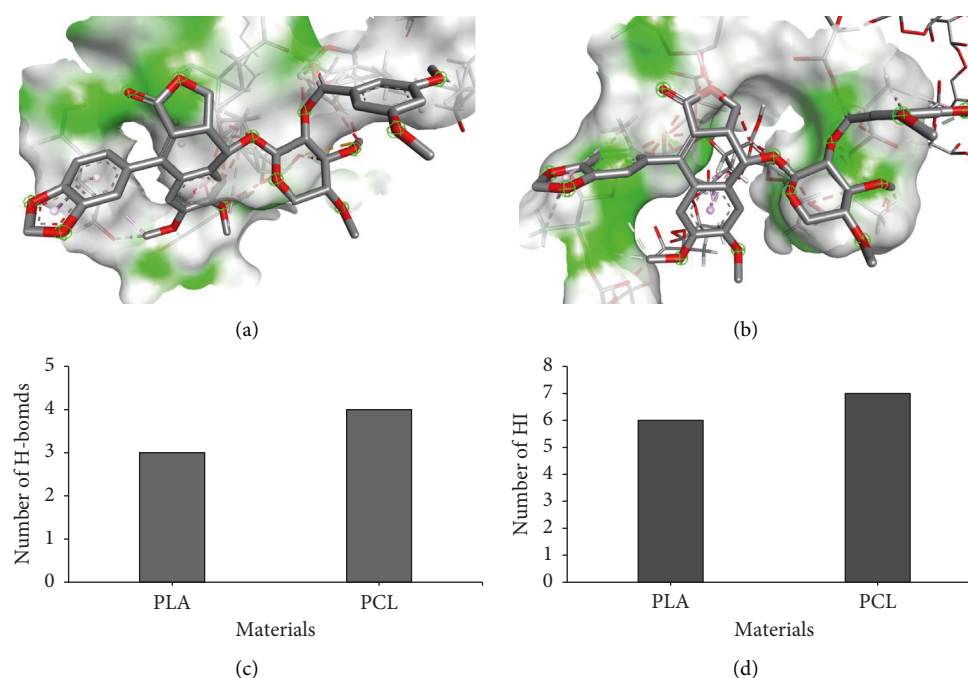 (a)
(b)
Number of H-bomds
5
4
3
2
1
0
PLA
PCL
Materials
(c)
Number of HI
8
7
6
5
4
3
2
1
0
PLA
PCL
Materials
(d)